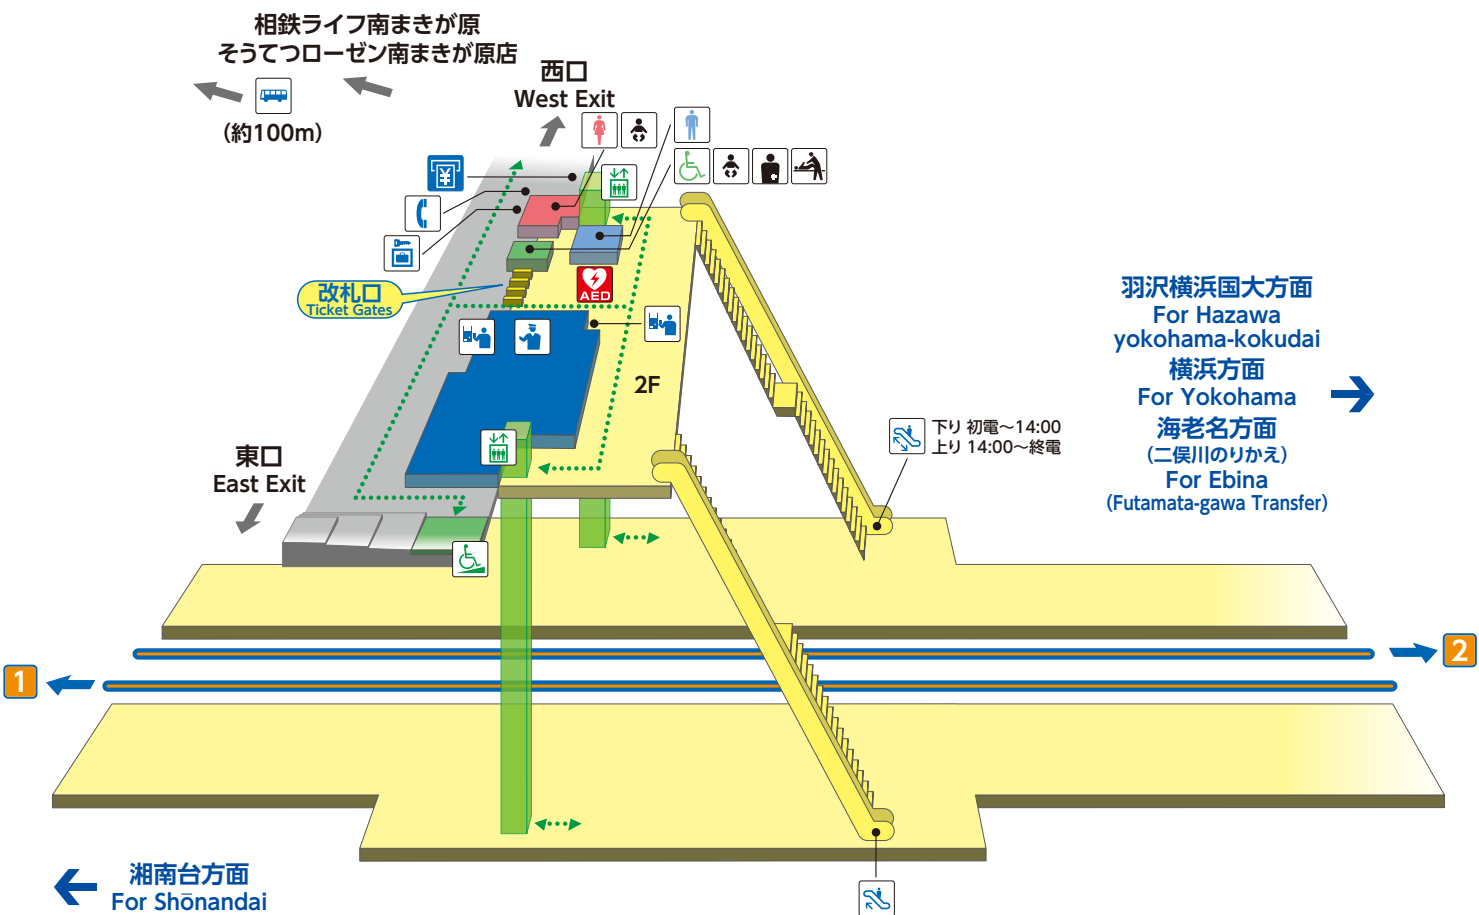 相鉄ライフ南まきが原
そうてつローゼン南まきが原店
(約100m)
西口
West Exit
¥
AED
改札口
Ticket Gates
2F
東口
East Exit
下り 初電～14:00
上り 14:00～終電
羽沢横浜国大方面
For Hazawa
yokohama-kokudai
横浜方面
For Yokohama
海老名方面
(二俣川のりかえ)
For Ebina
(Futamata-gawa Transfer)
2
1
湘南台方面
For Shōnandai